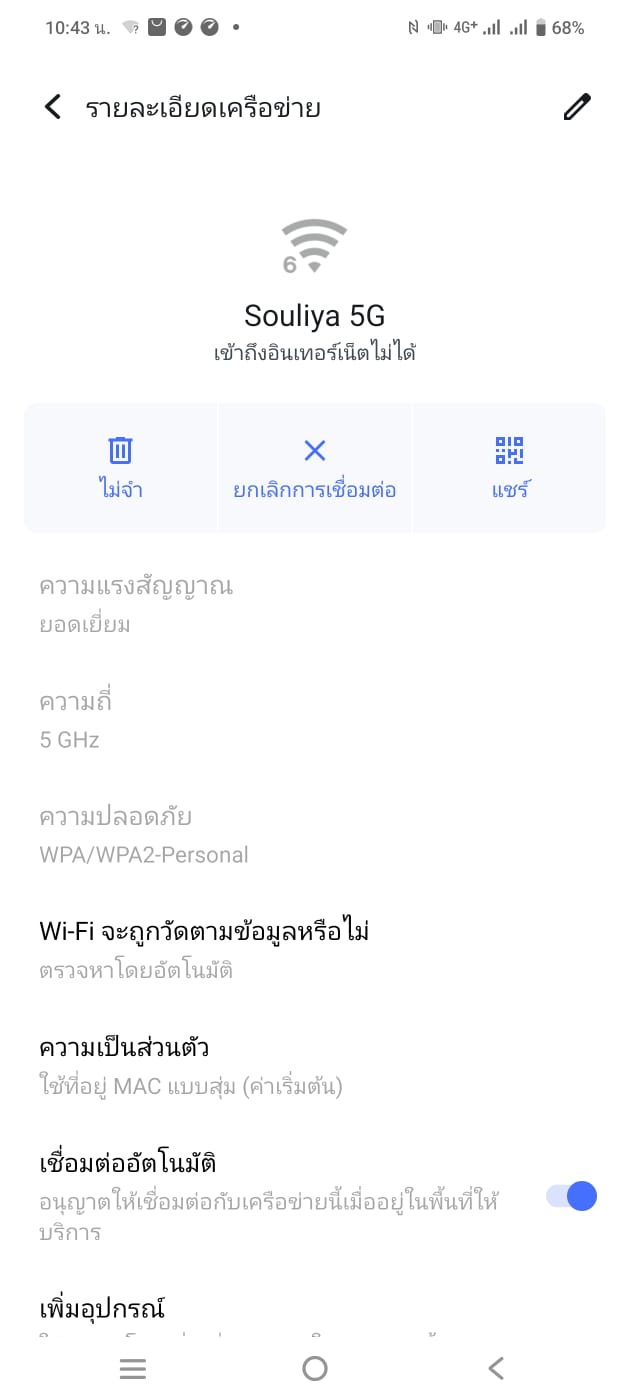 10:43 น.
4G+ 68%
รายละเอียดเครือข่าย
6
Souliya 5G
เข้าถึงอินเทอร์เน็ตไม่ได้
ไม่จำ
ยกเลิกการเชื่อมต่อ
แชร์
ความแรงสัญญาณ
ยอดเยี่ยม
ความถี่
5 GHz
ความปลอดภัย
WPA/WPA2-Personal
Wi-Fi จะถูกวัดตามข้อมูลหรือไม่
ตรวจหาโดยอัตโนมัติ
ความเป็นส่วนตัว
ใช้ที่อยู่ MAC แบบสุ่ม (ค่าเริ่มต้น)
เชื่อมต่ออัตโนมัติ
อนุญาตให้เชื่อมต่อกับเครือข่ายนี้เมื่ออยู่ในพื้นที่ให้
บริการ
เพิ่มอุปกรณ์